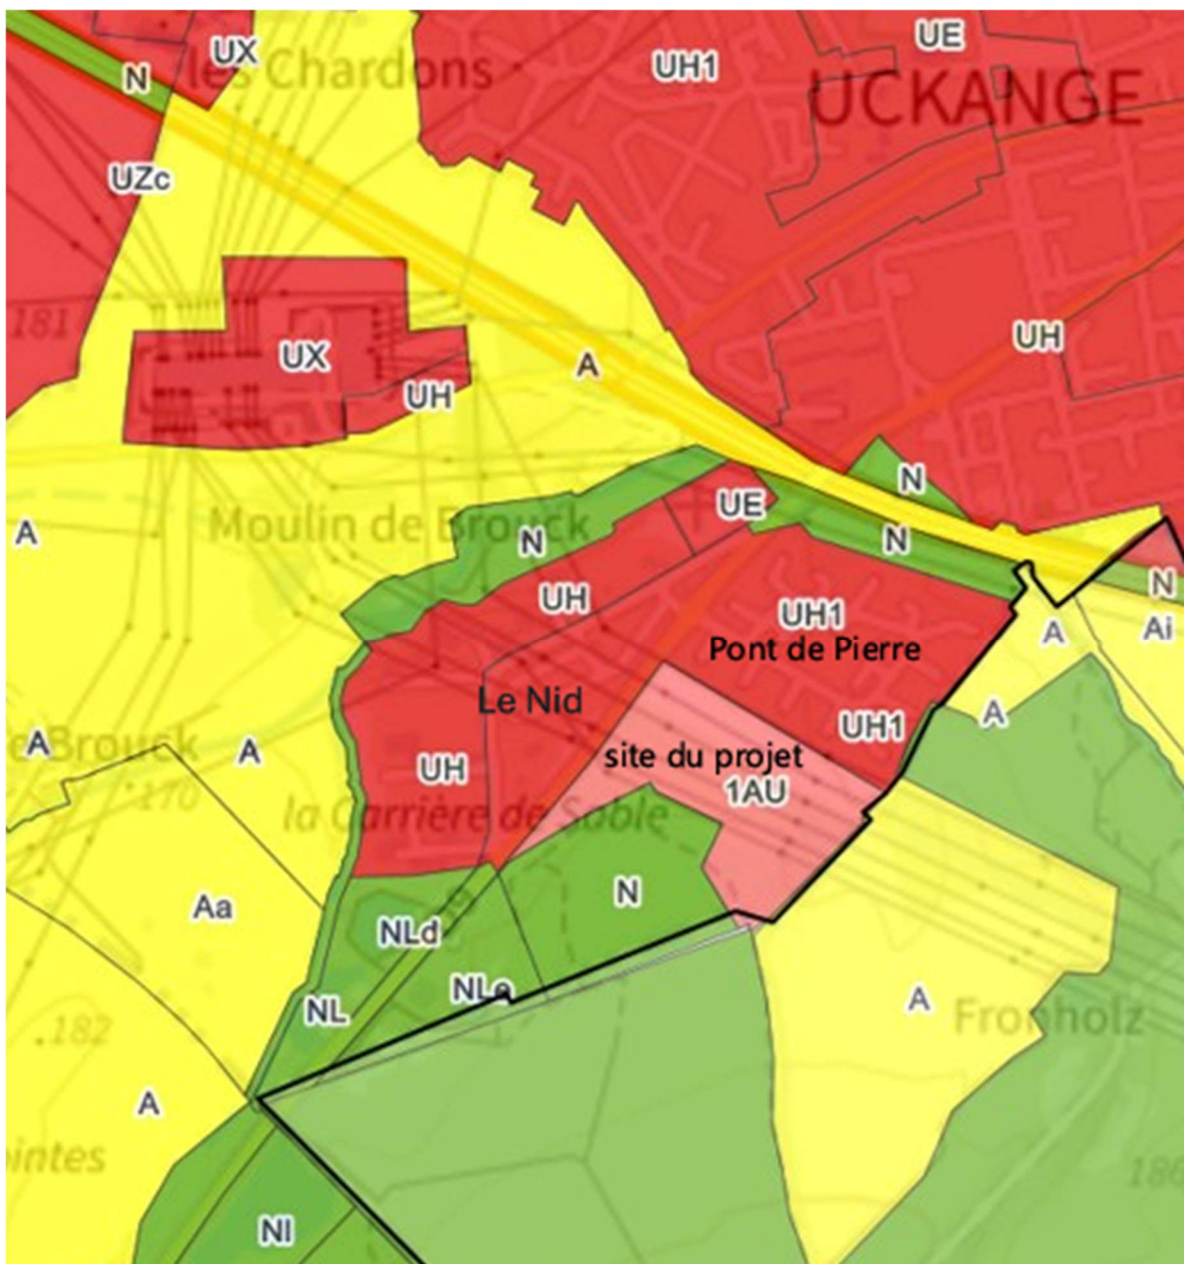 UX
UE
les Chardons
UH1
N
UCKANGE
UZc
181
UH
UX
A
UH
N
UE
A
Moulin de Brouck
N
N
N
UH
UH1
A
Ai
Pont de Pierre
Le Nid
A
UH1
A
A
e Brouck
site du projet
UH
1AU
170
la Carrière de Sable
N
Aa
NLd
NLe
A
NL
Fronholz
.182
A
ointes
186
NI